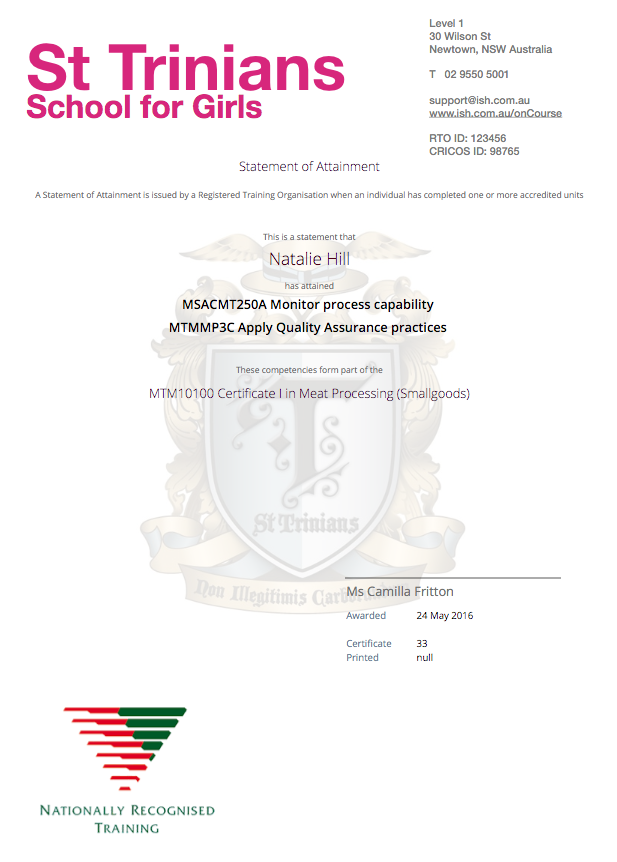 St Trinians
School for Girls
Level 1
30 Wilson St
Newtown, NSW Australia
T 02 9550 5001
support@ish.com.au
www.ish.com.au/onCourse
RTO ID: 123456
CRICOS ID: 98765
Statement of Attainment
A Statement of Attainment is issued by a Registered Training Organisation when an individual has completed one or more accredited units
This is a statement that
Natalie Hill
has attained
MSACMT250A Monitor process capability
MTMMP3C Apply Quality Assurance practices
These competencies form part of the
MTM10100 Certificate I in Meat Processing (Smallgoods)
T
St Trinians
Non Illegitimis
Ms Camilla Fritton
Awarded 24 May 2016
Certificate 33
Printed null
Nationally Recognised
Training